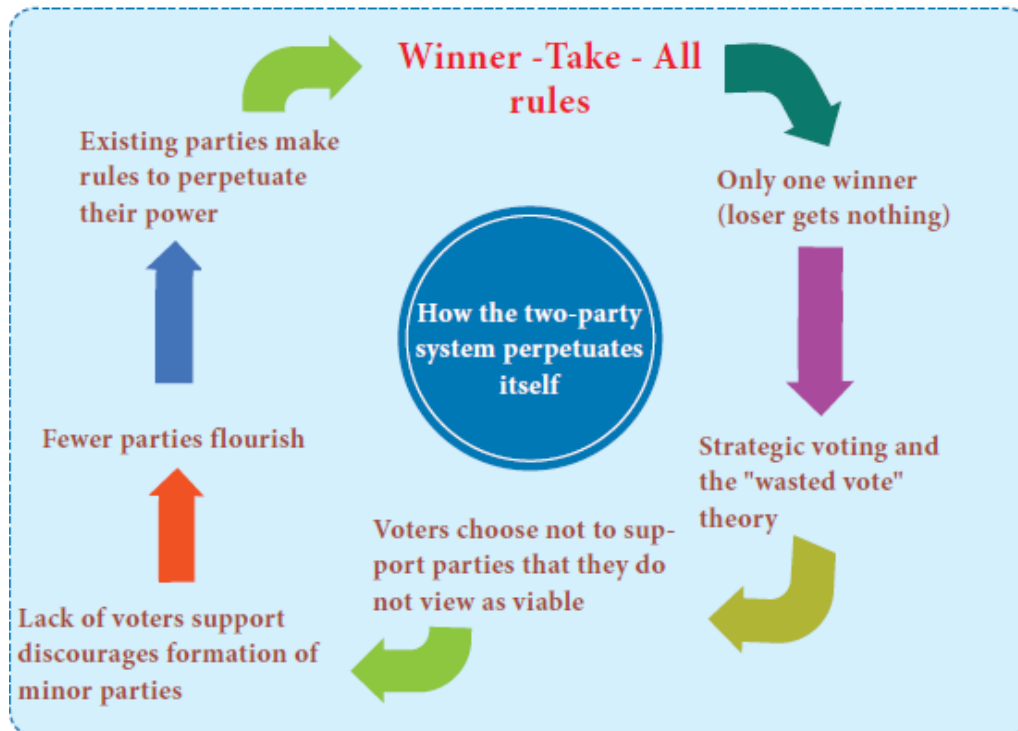 Winner -Take - All
rules
Only one winner
(loser gets nothing)
Strategic voting and
the "wasted vote"
theory
Voters choose not to sup-
port parties that they do
not view as viable
Lack of voters support
discourages formation of
minor parties
Fewer parties flourish
Existing parties make
rules to perpetuate
their power
How the two-party
system perpetuates
itself